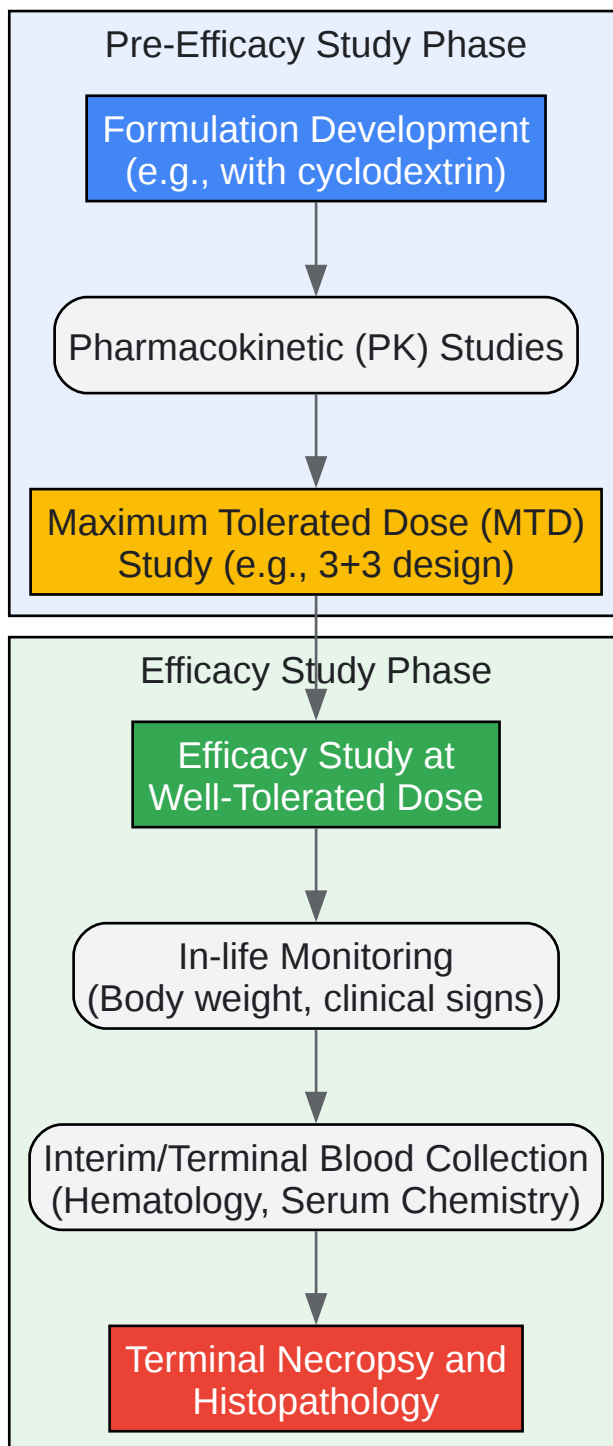 Pre-Efficacy Study Phase
Formulation Development
(e.g., with cyclodextrin)
Pharmacokinetic (PK) Studies
Maximum Tolerated Dose (MTD)
Study (e.g., 3+3 design)
Efficacy Study Phase
Efficacy Study at
Well-Tolerated Dose
In-life Monitoring
(Body weight, clinical signs)
Interim/Terminal Blood Collection
(Hematology, Serum Chemistry)
Terminal Necropsy and
Histopathology